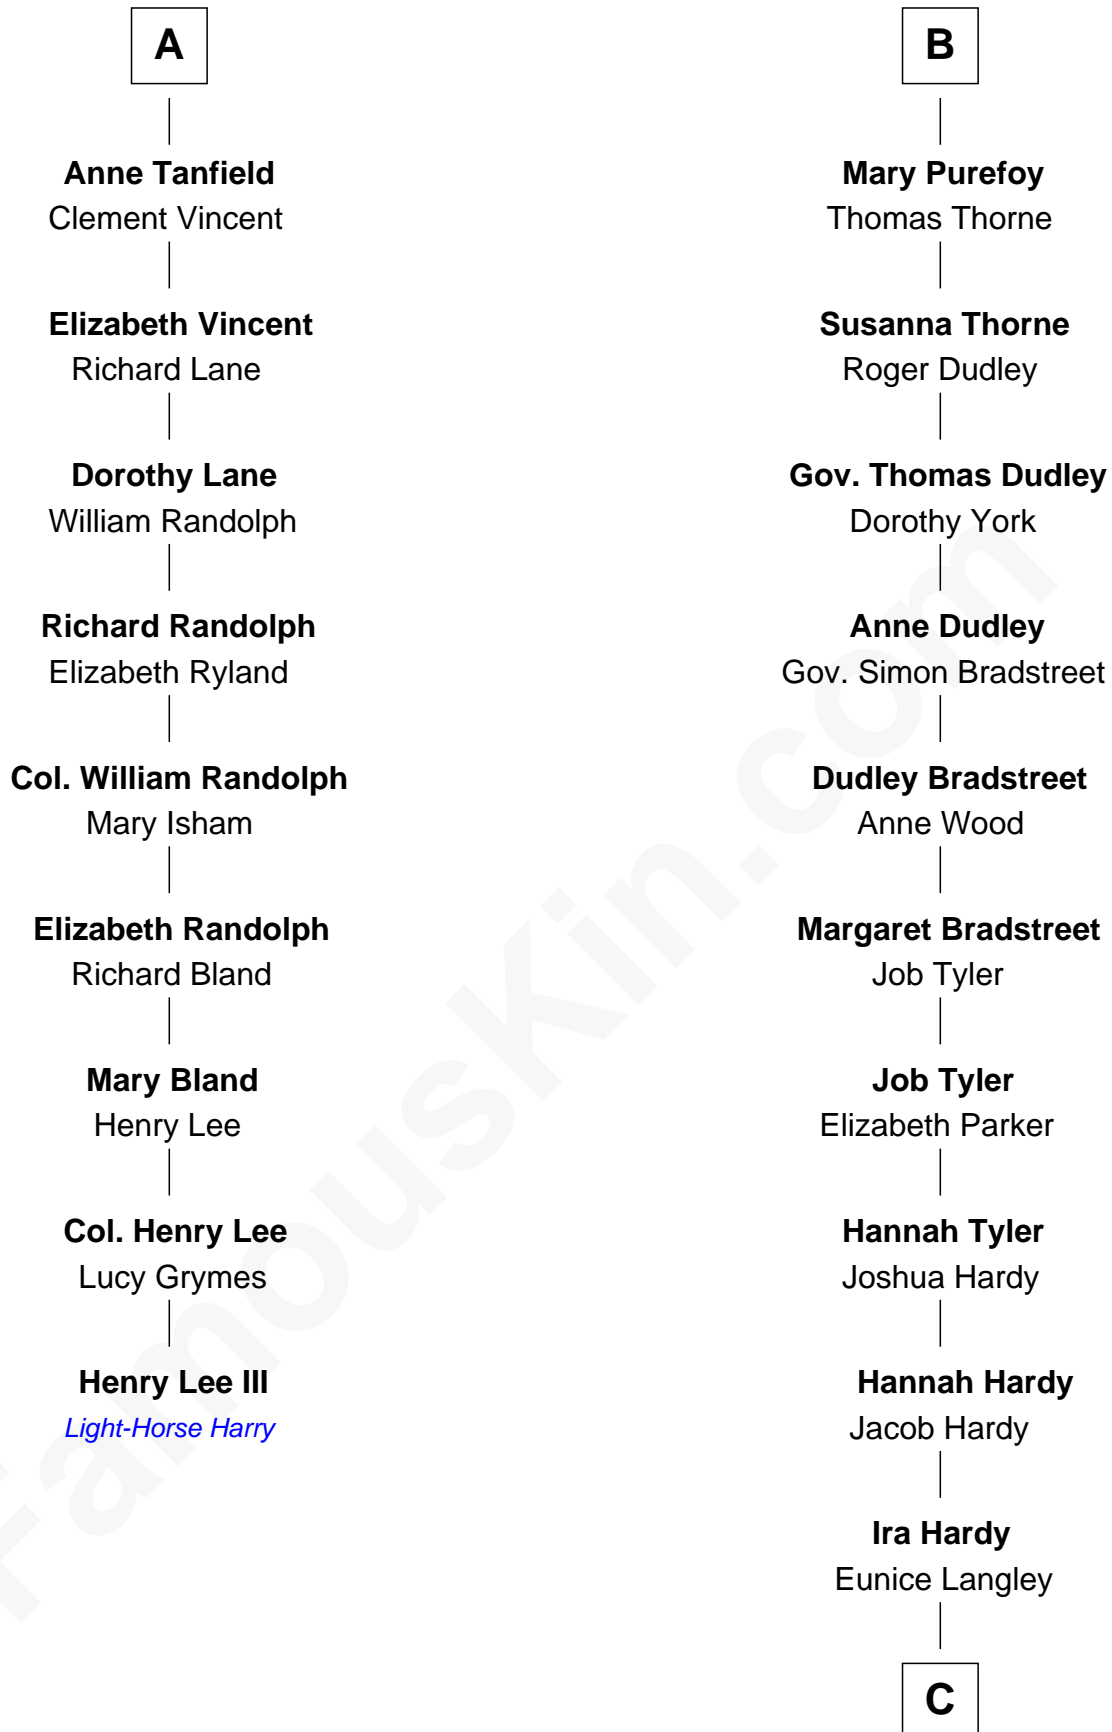 A
Anne Tanfield
Clement Vincent
Elizabeth Vincent
Richard Lane
Dorothy Lane
William Randolph
Richard Randolph
Elizabeth Ryland
Col. William Randolph
Mary Isham
Elizabeth Randolph
Richard Bland
Mary Bland
Henry Lee
Col. Henry Lee
Lucy Grymes
Henry Lee III
Light-Horse Harry
B
Mary Purefoy
Thomas Thorne
Susanna Thorne
Roger Dudley
Gov. Thomas Dudley
Dorothy York
Anne Dudley
Gov. Simon Bradstreet
Dudley Bradstreet
Anne Wood
Margaret Bradstreet
Job Tyler
Job Tyler
Elizabeth Parker
Hannah Tyler
Joshua Hardy
Hannah Hardy
Jacob Hardy
Ira Hardy
Eunice Langley
C
FamousKin.com